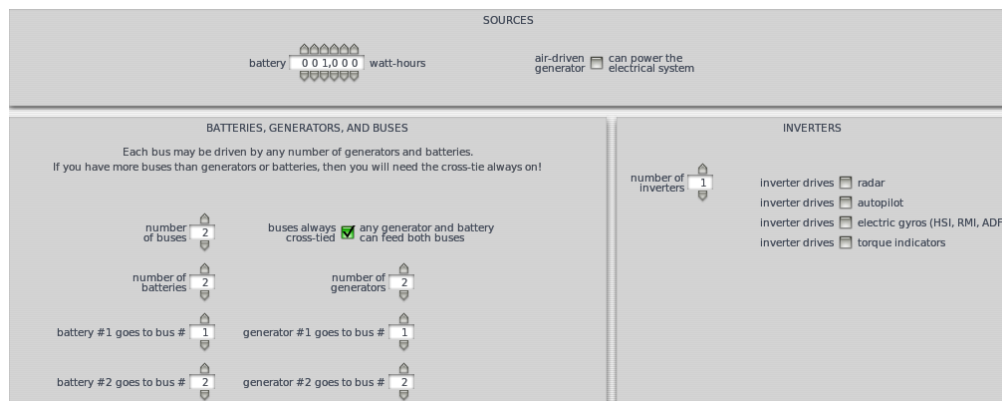 SOURCES
battery 0 0 1,0 0 0 watt-hours
air-driven generator can power the electrical system
BATTERIES, GENERATORS, AND BUSES
Each bus may be driven by any number of generators and batteries.
If you have more buses than generators or batteries, then you will need the cross-tie always on!
number of buses 2
buses always cross-tied any generator and battery can feed both buses
number of batteries 2
number of generators 2
battery #1 goes to bus # 1
generator #1 goes to bus # 1
battery #2 goes to bus # 2
generator #2 goes to bus # 2
INVERTERS
number of inverters 1
inverter drives radar
inverter drives autopilot
inverter drives electric gyros (HSI, RMI, ADF
inverter drives torque indicators